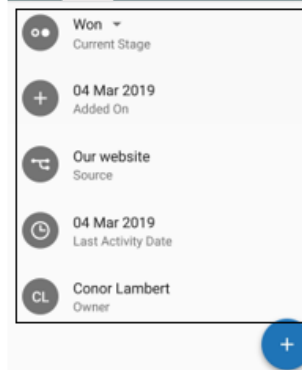 Won
Current Stage
04 Mar 2019
Added On
Our website
Source
04 Mar 2019
Last Activity Date
CL
Conor Lambert
Owner